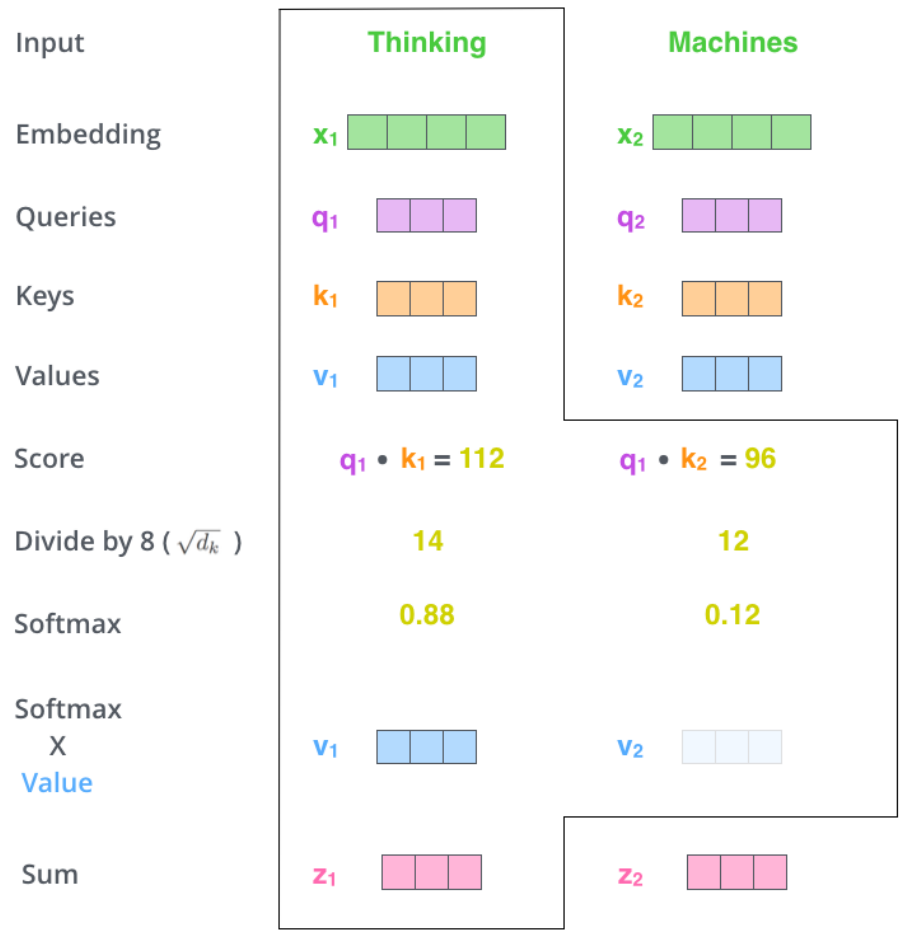 Input Thinking Machines
Embedding x₁ x₂
Queries q₁ q₂
Keys k₁ k₂
Values v₁ v₂
Score q₁ • k₁ = 112 q₁ • k₂ = 96
Divide by 8 ( √dₖ ) 14 12
Softmax 0.88 0.12
Softmax
X v₁ v₂
Value
Sum z₁ z₂